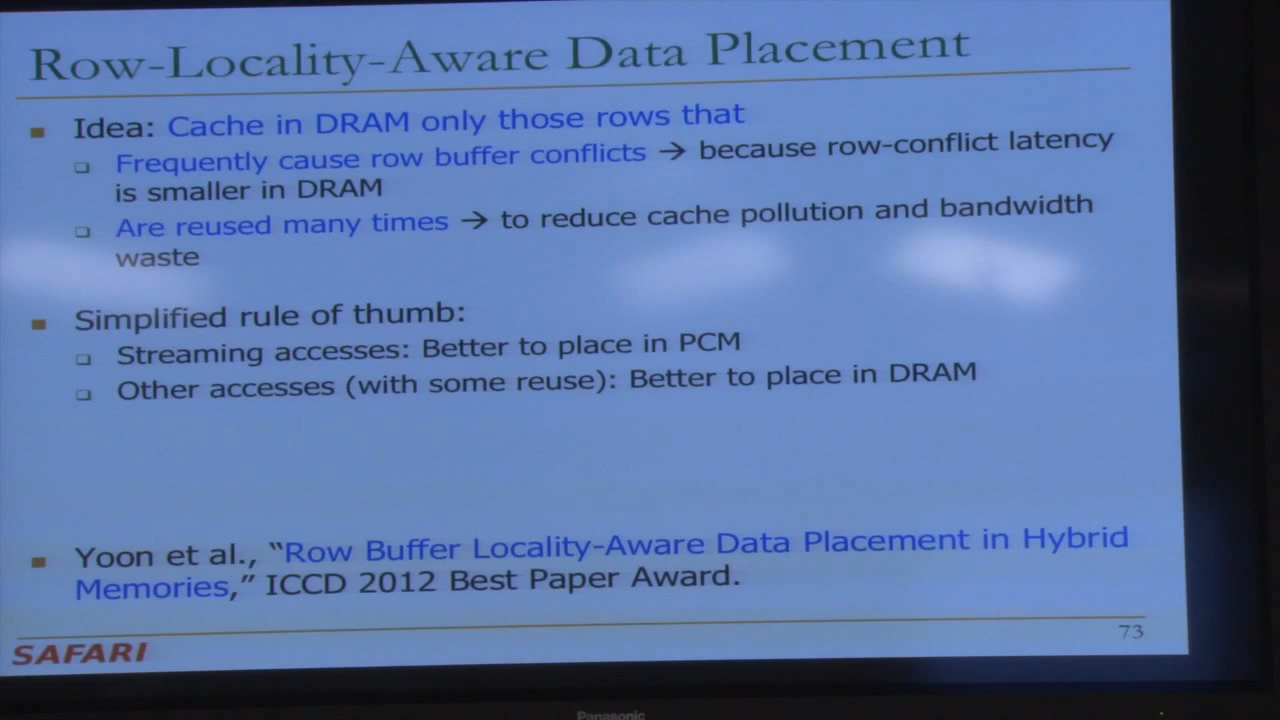 Row-Locality-Aware Data Placement
Idea: Cache in DRAM only those rows that
Frequently cause row buffer conflicts → because row-conflict latency
is smaller in DRAM
Are reused many times → to reduce cache pollution and bandwidth
waste
Simplified rule of thumb:
Streaming accesses: Better to place in PCM
Other accesses (with some reuse): Better to place in DRAM
Yoon et al., “Row Buffer Locality-Aware Data Placement in Hybrid
Memories,” ICCD 2012 Best Paper Award.
73
SAFARI
Panasonic